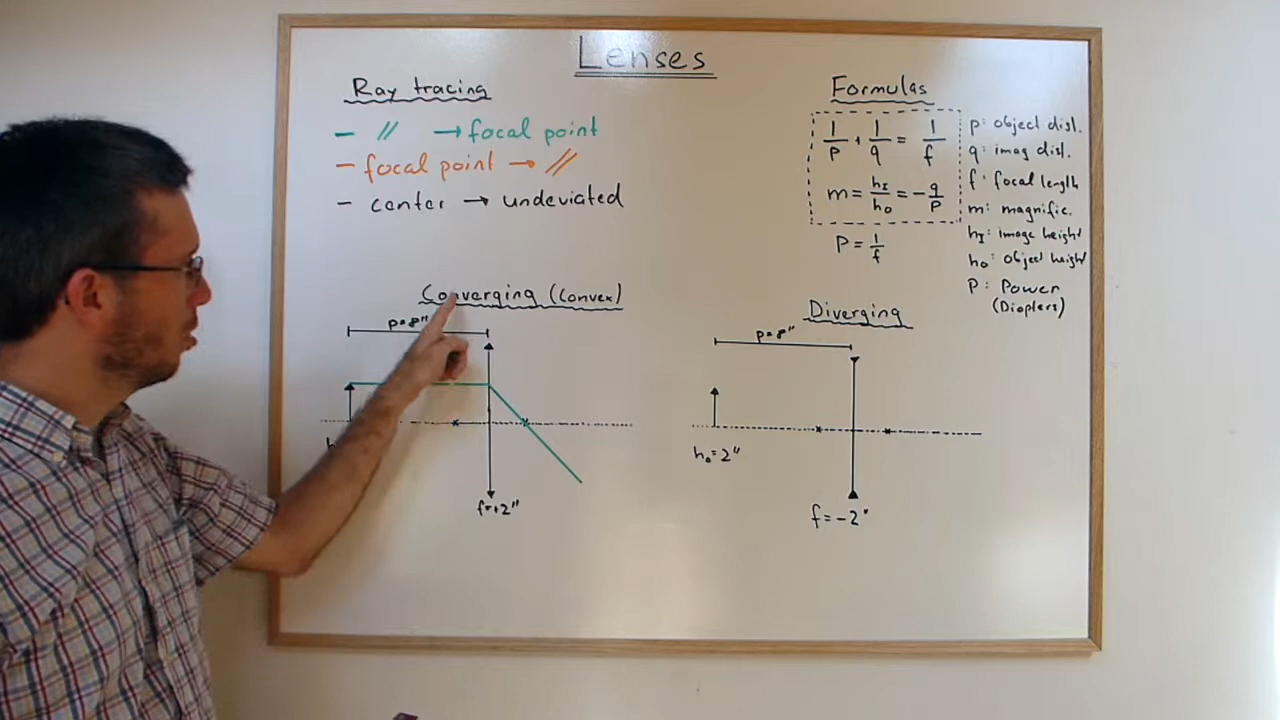 Lenses
Ray tracing
- // → focal point
- focal point → //
- center → undeviated
Formulas
1/p + 1/q = 1/f
m = hI/ho = -q/p
P = 1/f
p: object dist.
q: imag dist.
f: focal length
m: magnific.
hI: image height
ho: object height
P: Power
(Diopters)
Converging (Convex)
p=8"
f=+2"
Diverging
p=8"
ho=2"
f=-2"